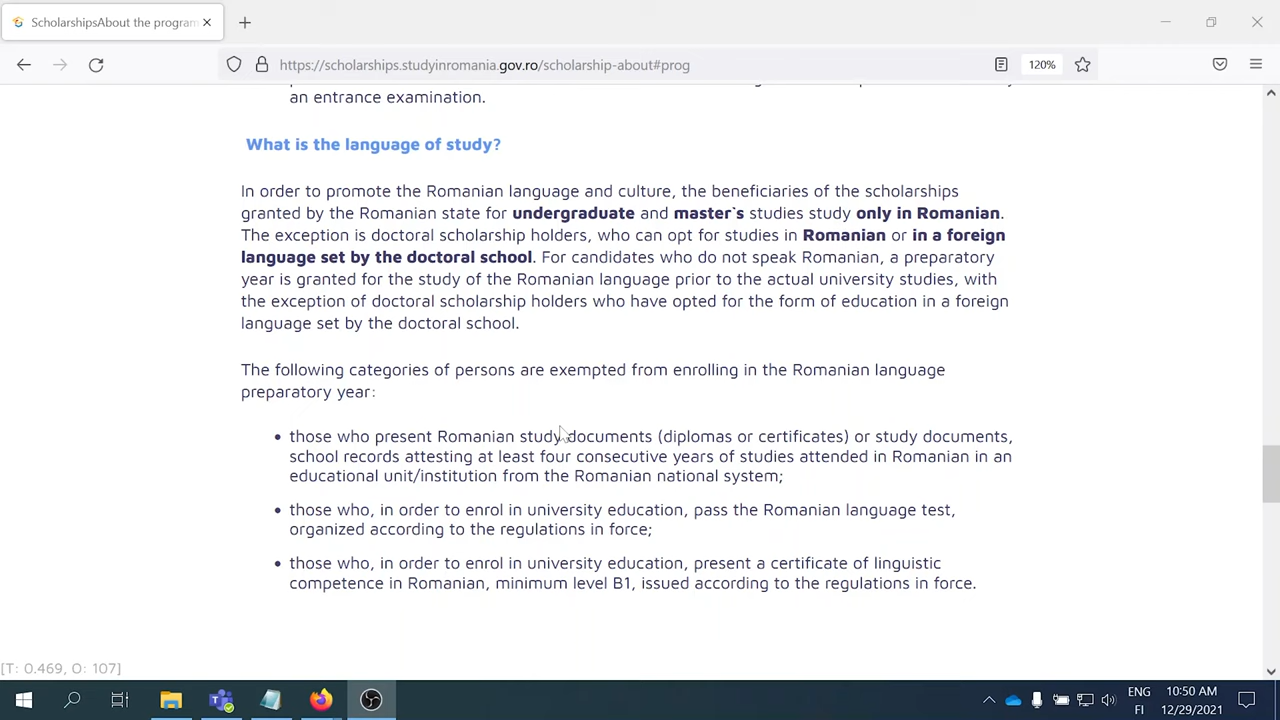 ScholarshipsAbout the program
https://scholarships.studyinromania.gov.ro/scholarship-about#prog
120%
an entrance examination.
What is the language of study?
In order to promote the Romanian language and culture, the beneficiaries of the scholarships
granted by the Romanian state for undergraduate and master`s studies study only in Romanian.
The exception is doctoral scholarship holders, who can opt for studies in Romanian or in a foreign
language set by the doctoral school. For candidates who do not speak Romanian, a preparatory
year is granted for the study of the Romanian language prior to the actual university studies, with
the exception of doctoral scholarship holders who have opted for the form of education in a foreign
language set by the doctoral school.
The following categories of persons are exempted from enrolling in the Romanian language
preparatory year:
• those who present Romanian study documents (diplomas or certificates) or study documents,
school records attesting at least four consecutive years of studies attended in Romanian in an
educational unit/institution from the Romanian national system;
• those who, in order to enrol in university education, pass the Romanian language test,
organized according to the regulations in force;
• those who, in order to enrol in university education, present a certificate of linguistic
competence in Romanian, minimum level B1, issued according to the regulations in force.
[T: 0.469, O: 107]
ENG
FI
10:50 AM
12/29/2021